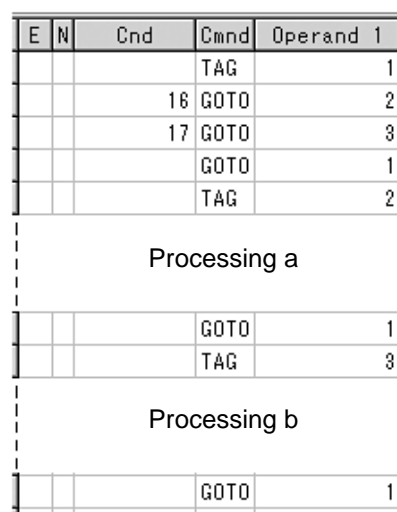 E N Cnd Cmnd Operand 1
TAG 1
16 GOTO 2
17 GOTO 3
GOTO 1
TAG 2
Processing a
GOTO 1
TAG 3
Processing b
GOTO 1